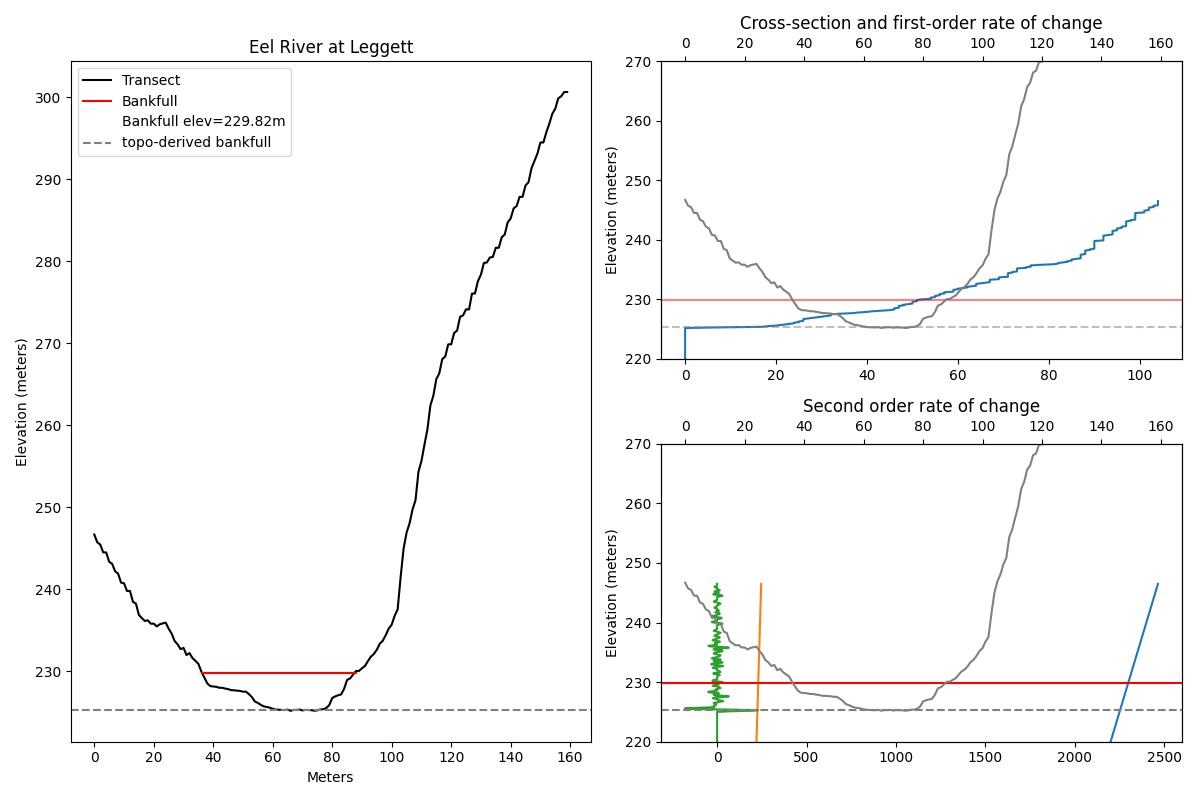 Eel River at Leggett
Transect
Bankfull
Bankfull elev=229.82m
topo-derived bankfull
300
290
280
270
260
250
240
230
Elevation (meters)
0 20 40 60 80 100 120 140 160
Meters
Cross-section and first-order rate of change
0 20 40 60 80 100 120 140 160
270
260
250
240
230
220
Elevation (meters)
0 20 40 60 80 100
Second order rate of change
0 20 40 60 80 100 120 140 160
270
260
250
240
230
220
Elevation (meters)
0 500 1000 1500 2000 2500